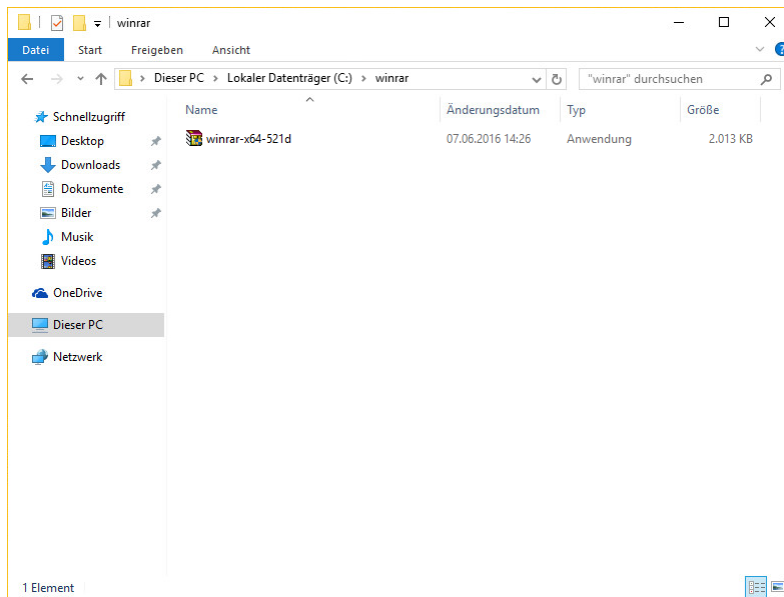 winrar
Datei Start Freigeben Ansicht
Dieser PC Lokaler Datenträger (C:) winrar "winrar" durchsuchen
Name Änderungsdatum Typ Größe
winrar-x64-521d 07.06.2016 14:26 Anwendung 2.013 KB
Schnellzugriff
Desktop
Downloads
Dokumente
Bilder
Musik
Videos
OneDrive
Dieser PC
Netzwerk
1 Element